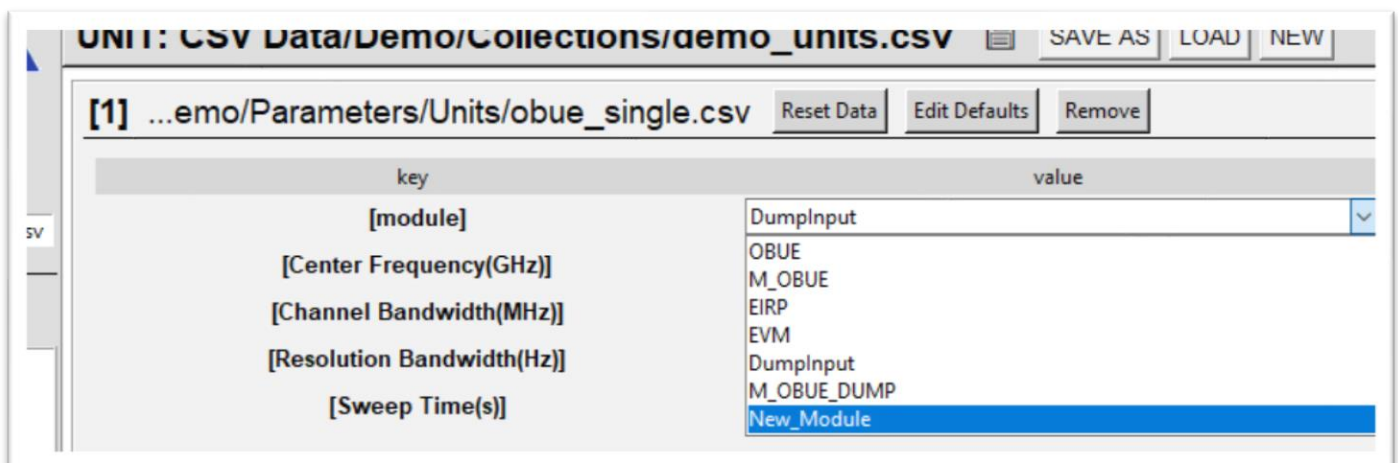 UNIT: CSV Data/Demo/Collections/demo_units.csv SAVE AS LOAD NEW
[1] ...emo/Parameters/Units/obue_single.csv Reset Data Edit Defaults Remove
key value
[module] DumpInput
sv
OBUE
[Center Frequency(GHz)]
M_OBUE
[Channel Bandwidth(MHz)] EIRP
EVM
[Resolution Bandwidth(Hz)] DumpInput
M_OBUE_DUMP
[Sweep Time(s)]
New_Module